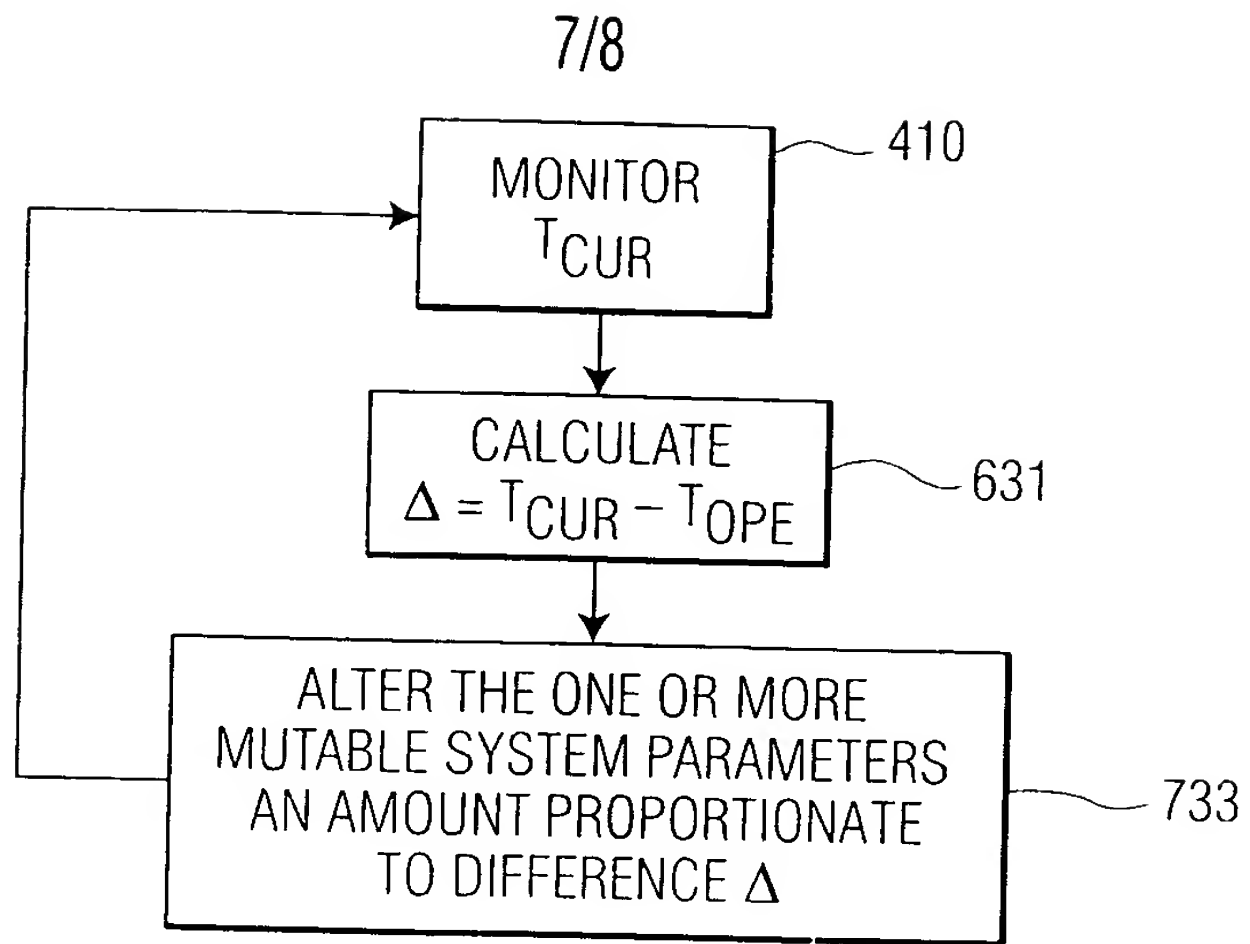 7/8
MONITOR
TCUR
410
CALCULATE
Δ = TCUR – TOPE
631
ALTER THE ONE OR MORE
MUTABLE SYSTEM PARAMETERS
AN AMOUNT PROPORTIONATE
TO DIFFERENCE Δ
733